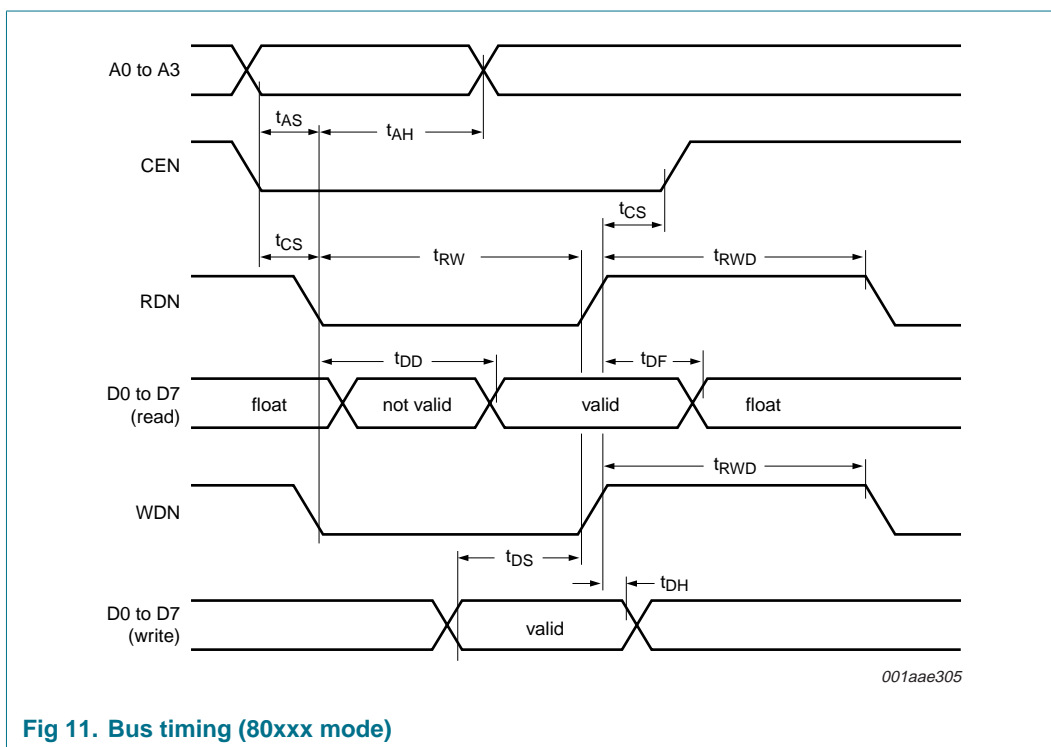 A0 to A3
tAS
tAH
CEN
tCS
tCS
tRW
tRWD
RDN
tDD
tDF
D0 to D7
(read)
float
not valid
valid
float
tRWD
WDN
tDS
tDH
D0 to D7
(write)
valid
001aae305
Fig 11. Bus timing (80xxx mode)